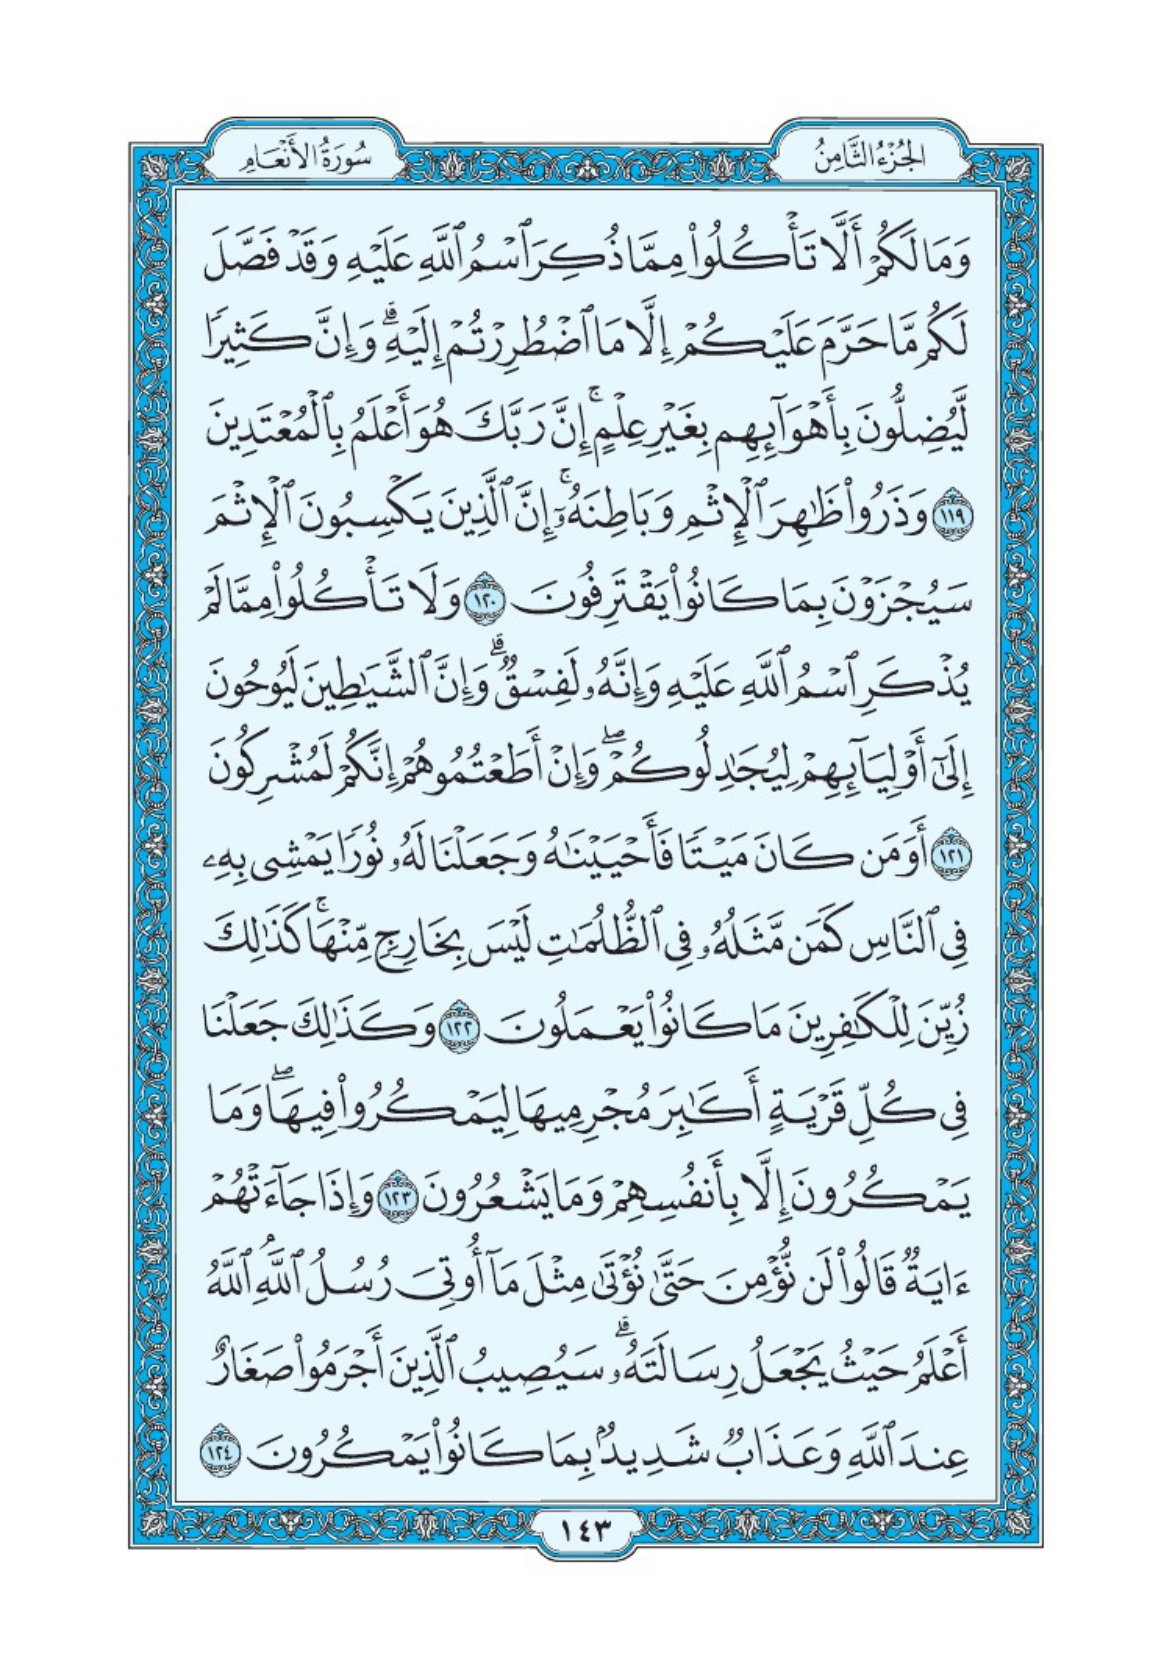 الجُزْءُ الثَّامِنُ
سُورَةُ الأَنْعَام
وَمَا لَكُمْ أَلَّا تَأْكُلُوا۟ مِمَّا ذُكِرَ ٱسْمُ ٱللَّهِ عَلَيْهِ وَقَدْ فَصَّلَ
لَكُم مَّا حَرَّمَ عَلَيْكُمْ إِلَّا مَا ٱضْطُرِرْتُمْ إِلَيْهِ ۗ وَإِنَّ كَثِيرًا
لَّيُضِلُّونَ بِأَهْوَآئِهِم بِغَيْرِ عِلْمٍ ۚ إِنَّ رَبَّكَ هُوَ أَعْلَمُ بِٱلْمُعْتَدِينَ
١١٩ وَذَرُوا۟ ظَٰهِرَ ٱلْإِثْمِ وَبَاطِنَهُۥٓ ۚ إِنَّ ٱلَّذِينَ يَكْسِبُونَ ٱلْإِثْمَ
سَيُجْزَوْنَ بِمَا كَانُوا۟ يَقْتَرِفُونَ ١٢٠ وَلَا تَأْكُلُوا۟ مِمَّا لَمْ
يُذْكَرِ ٱسْمُ ٱللَّهِ عَلَيْهِ وَإِنَّهُۥ لَفِسْقٌ ۗ وَإِنَّ ٱلشَّيَٰطِينَ لَيُوحُونَ
إِلَىٰٓ أَوْلِيَآئِهِمْ لِيُجَٰدِلُوكُمْ ۖ وَإِنْ أَطَعْتُمُوهُمْ إِنَّكُمْ لَمُشْرِكُونَ
١٢١ أَوَمَن كَانَ مَيْتًا فَأَحْيَيْنَٰهُ وَجَعَلْنَا لَهُۥ نُورًا يَمْشِى بِهِۦ
فِى ٱلنَّاسِ كَمَن مَّثَلُهُۥ فِى ٱلظُّلُمَٰتِ لَيْسَ بِخَارِجٍ مِّنْهَا ۚ كَذَٰلِكَ
زُيِّنَ لِلْكَٰفِرِينَ مَا كَانُوا۟ يَعْمَلُونَ ١٢٢ وَكَذَٰلِكَ جَعَلْنَا
فِى كُلِّ قَرْيَةٍ أَكَٰبِرَ مُجْرِمِيهَا لِيَمْكُرُوا۟ فِيهَا ۖ وَمَا
يَمْكُرُونَ إِلَّا بِأَنفُسِهِمْ وَمَا يَشْعُرُونَ ١٢٣ وَإِذَا جَآءَتْهُمْ
ءَايَةٌ قَالُوا۟ لَن نُّؤْمِنَ حَتَّىٰ نُؤْتَىٰ مِثْلَ مَآ أُوتِىَ رُسُلُ ٱللَّهِ ۘ ٱللَّهُ
أَعْلَمُ حَيْثُ يَجْعَلُ رِسَالَتَهُۥ ۗ سَيُصِيبُ ٱلَّذِينَ أَجْرَمُوا۟ صَغَارٌ
عِندَ ٱللَّهِ وَعَذَابٌ شَدِيدٌۢ بِمَا كَانُوا۟ يَمْكُرُونَ ١٢٤
١٤٣